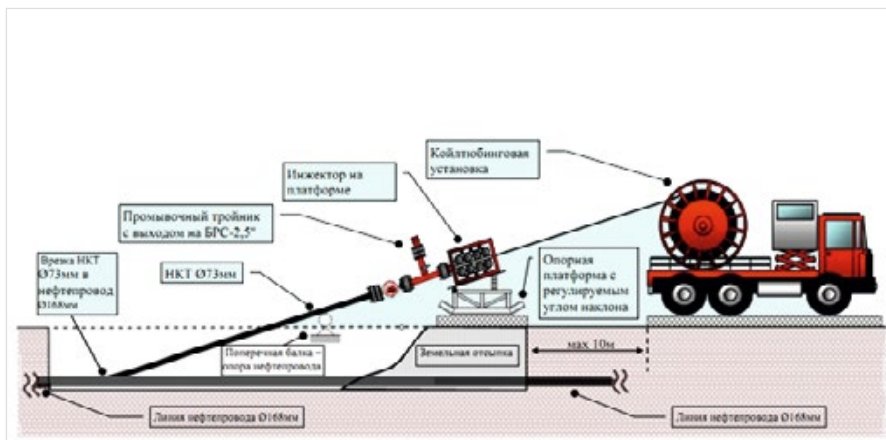 Койлтюбинговая
установка
Инжектор на
платформе
Промывочный тройник
с выходом на БРС-2,5"
Врезка НКТ
Ø73мм в
нефтепровод
Ø168мм
НКТ Ø73мм
Опорная
платформа с
регулируемым
углом наклона
Поперечная балка –
опора нефтепровода
Земельная отсыпка
мах 10м
Линия нефтепровода Ø168мм
Линия нефтепровода Ø168мм